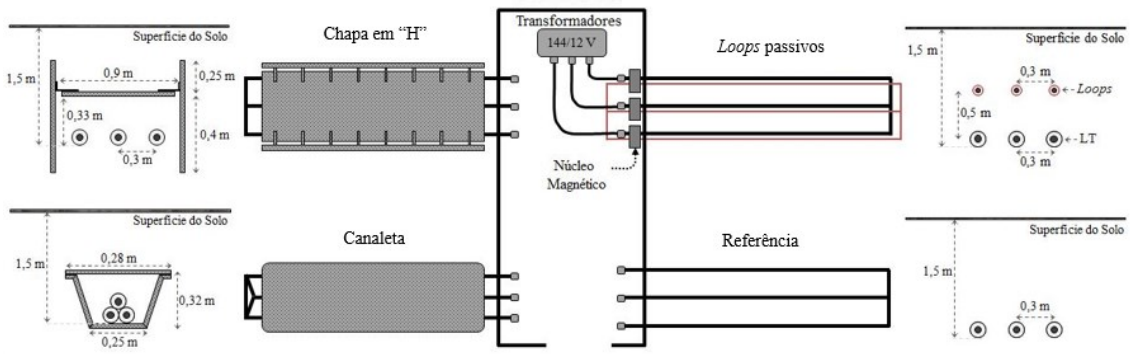 Superfície do Solo
1,5 m
0,9 m
0,25 m
0,33 m
0,4 m
0,3 m
Chapa em “H”
Transformadores
144/12 V
Núcleo
Magnético
Loops passivos
Superfície do Solo
1,5 m
0,3 m
Loops
0,5 m
LT
0,3 m
Superfície do Solo
1,5 m
0,28 m
0,32 m
0,25 m
Canaleta
Referência
Superfície do Solo
1,5 m
0,3 m